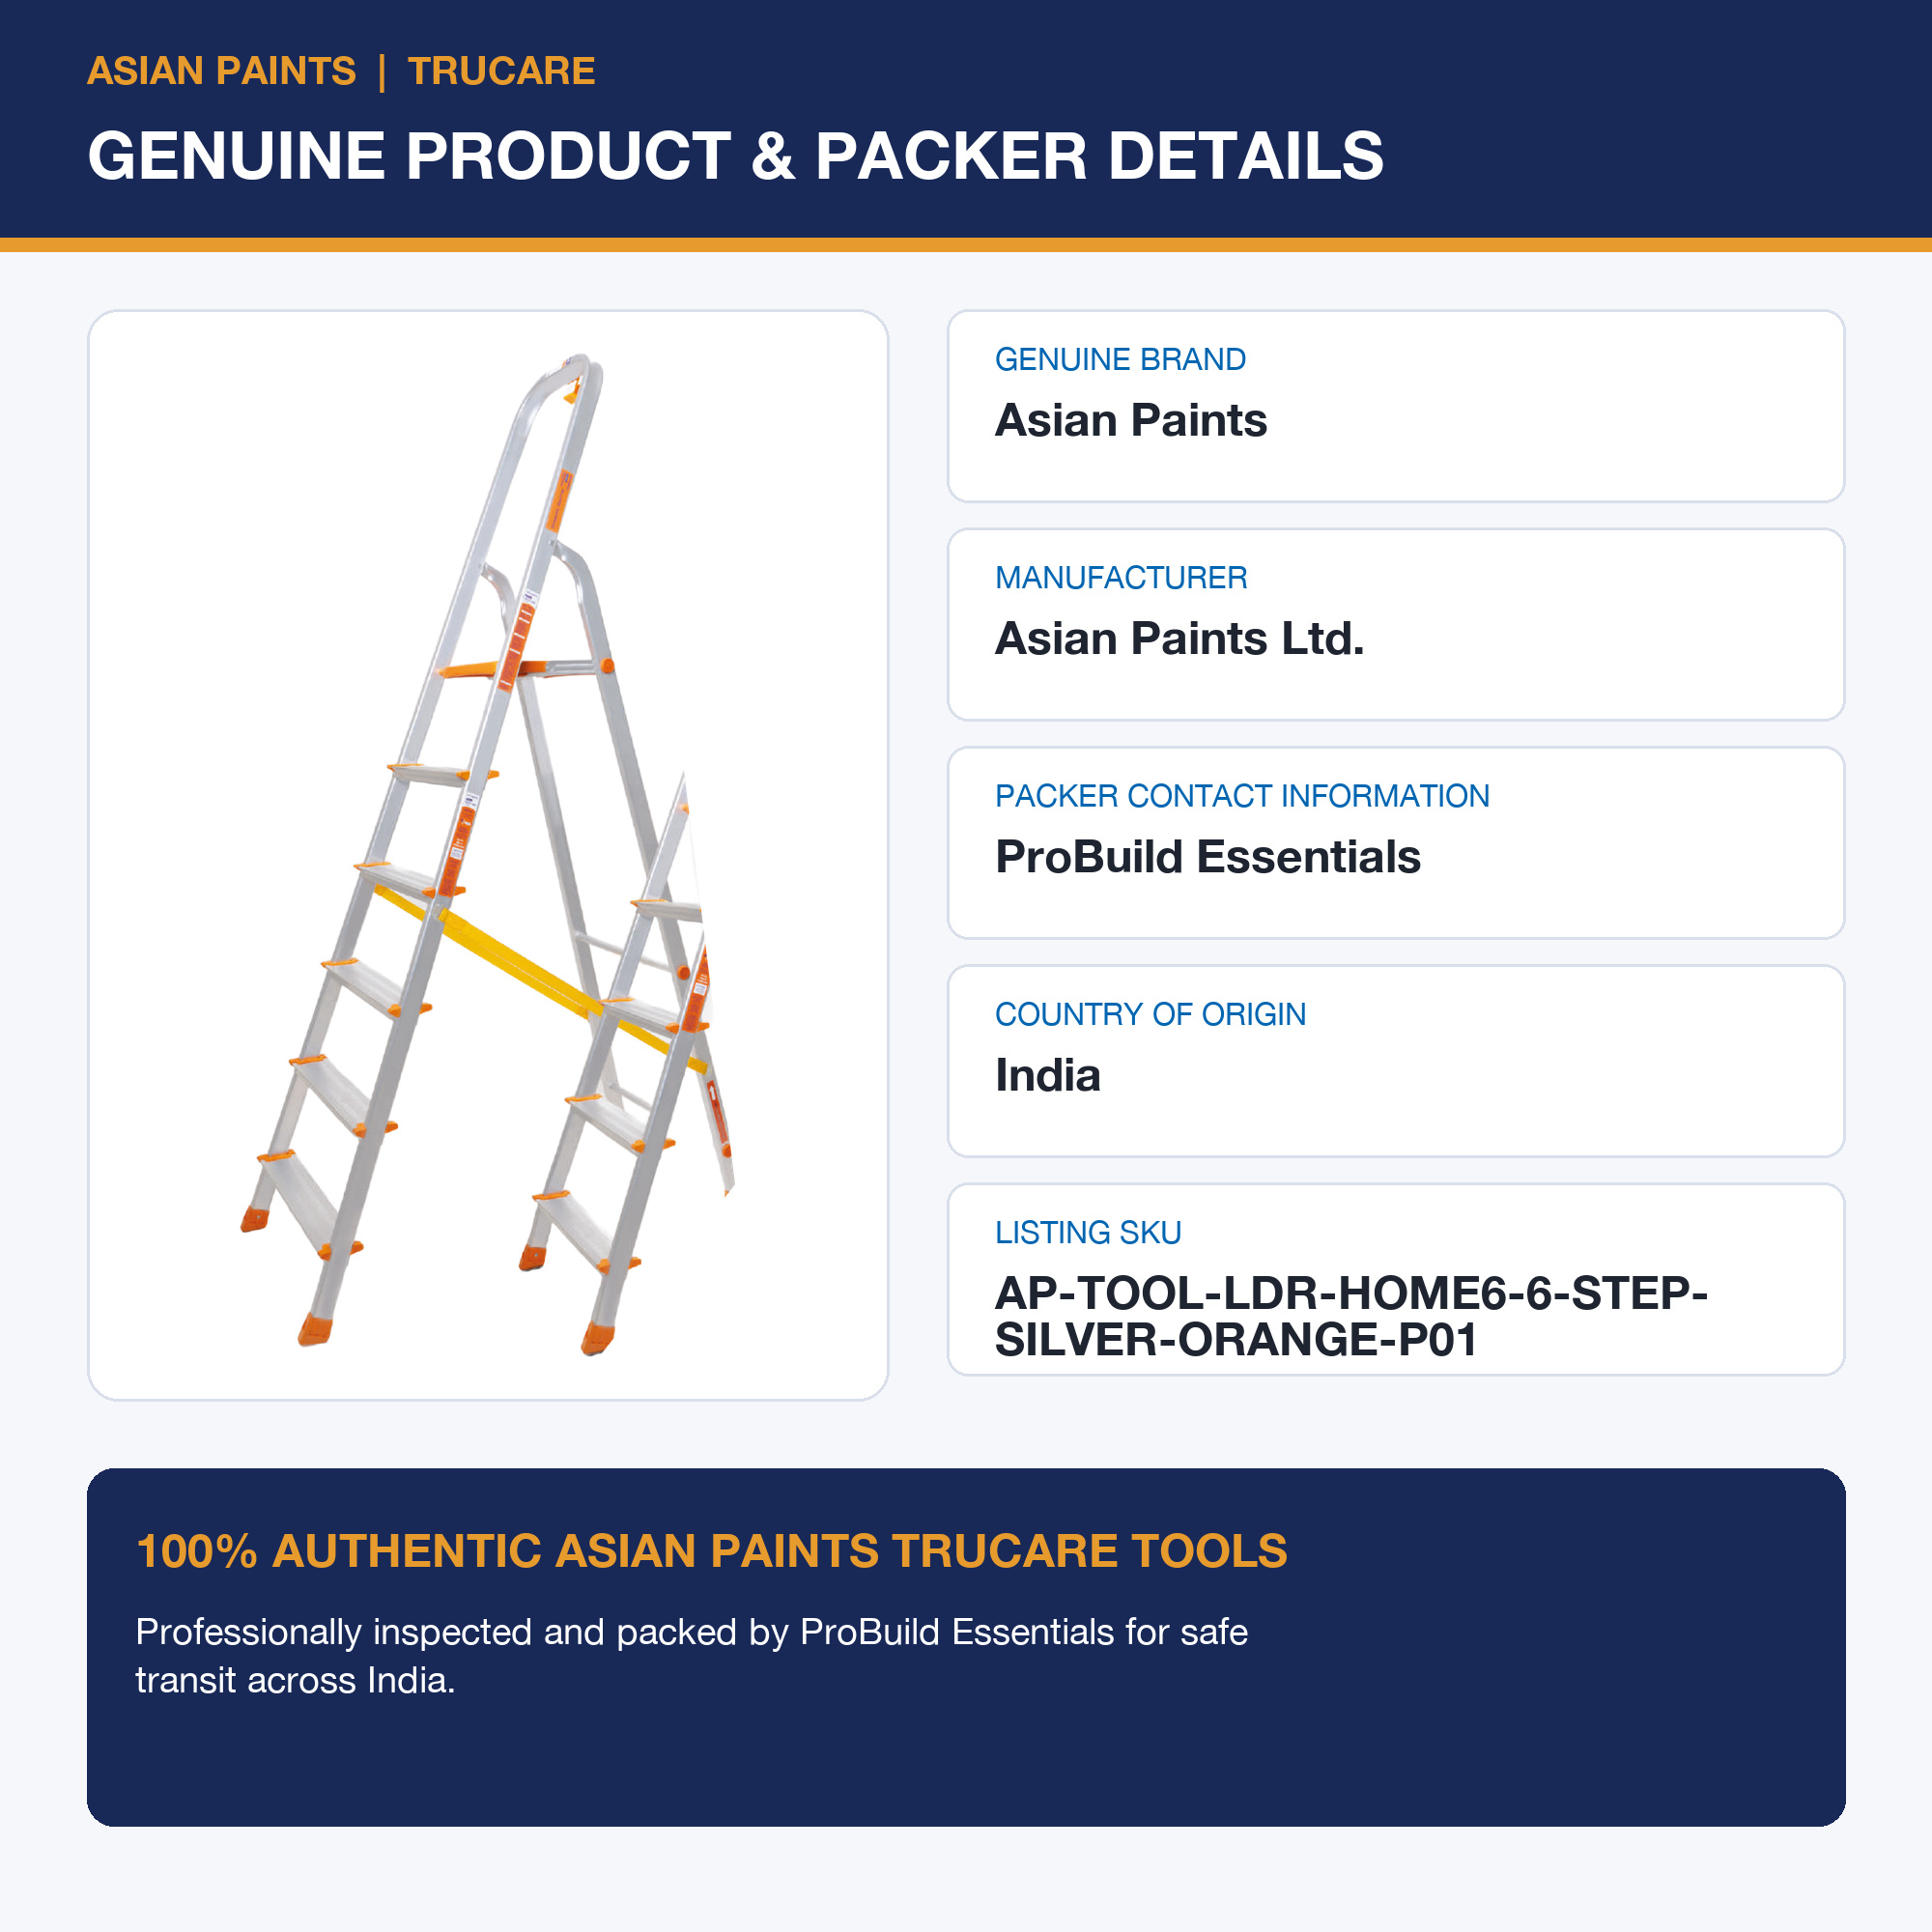 ASIAN PAINTS | TRUCARE
GENUINE PRODUCT & PACKER DETAILS
GENUINE BRAND
Asian Paints
MANUFACTURER
Asian Paints Ltd.
PACKER CONTACT INFORMATION
ProBuild Essentials
COUNTRY OF ORIGIN
India
LISTING SKU
AP-TOOL-LDR-HOME6-6-STEP-
SILVER-ORANGE-P01
100% AUTHENTIC ASIAN PAINTS TRUCARE TOOLS
Professionally inspected and packed by ProBuild Essentials for safe
transit across India.